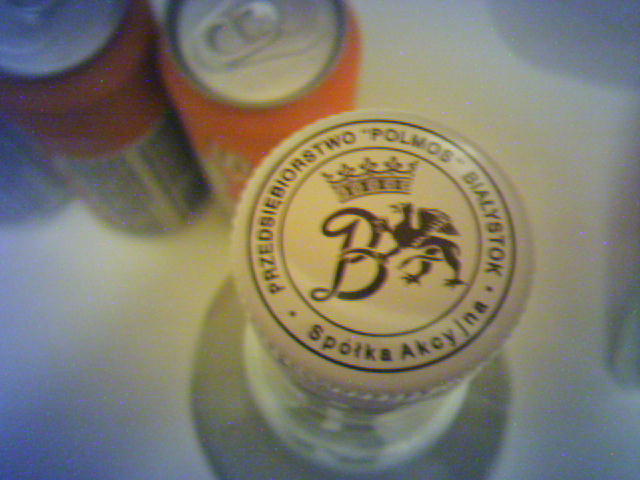 PRZEDSIEBIORSTWO "POLMOS" BIAŁYSTOK
B
• Spółka Akcyjna •